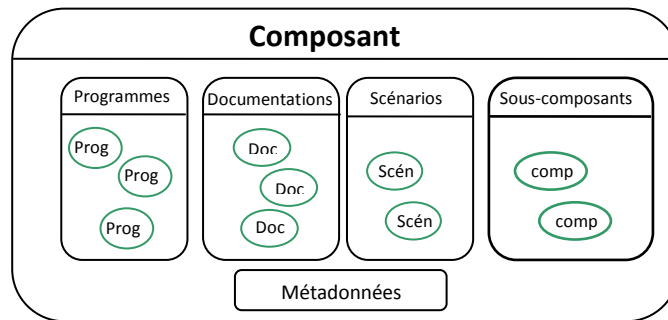 Composant
Programmes
Documentations
Scénarios
Sous-composants
Prog
Prog
Prog
Doc
Doc
Doc
Scén
Scén
comp
comp
Métadonnées